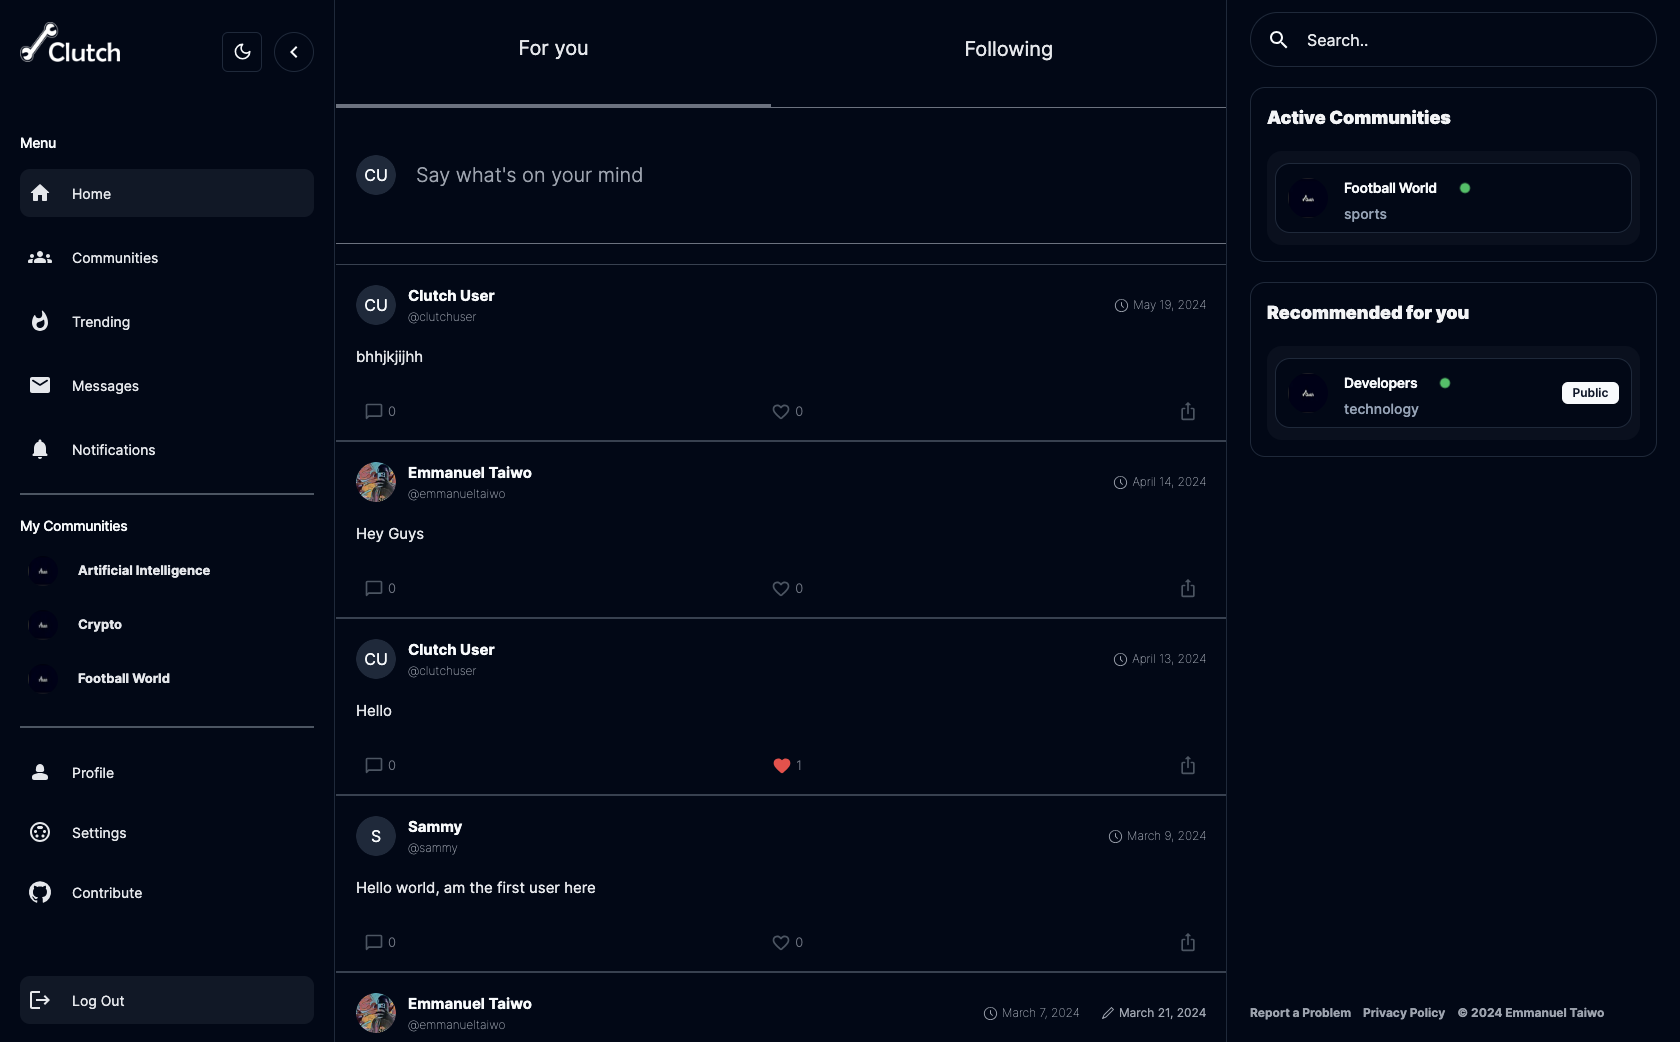 Clutch
Menu
Home
Communities
Trending
Messages
Notifications
My Communities
Artificial Intelligence
Crypto
Football World
Profile
Settings
Contribute
Log Out
For you
Following
CU
Say what's on your mind
CU
Clutch User
@clutchuser
May 19, 2024
bhhjkjijhh
0
0
Emmanuel Taiwo
@emmanueltaiwo
April 14, 2024
Hey Guys
0
0
CU
Clutch User
@clutchuser
April 13, 2024
Hello
0
1
S
Sammy
@sammy
March 9, 2024
Hello world, am the first user here
0
0
Emmanuel Taiwo
@emmanueltaiwo
March 7, 2024
March 21, 2024
Search..
Active Communities
Football World
sports
Recommended for you
Developers
technology
Public
Report a Problem
Privacy Policy
© 2024 Emmanuel Taiwo